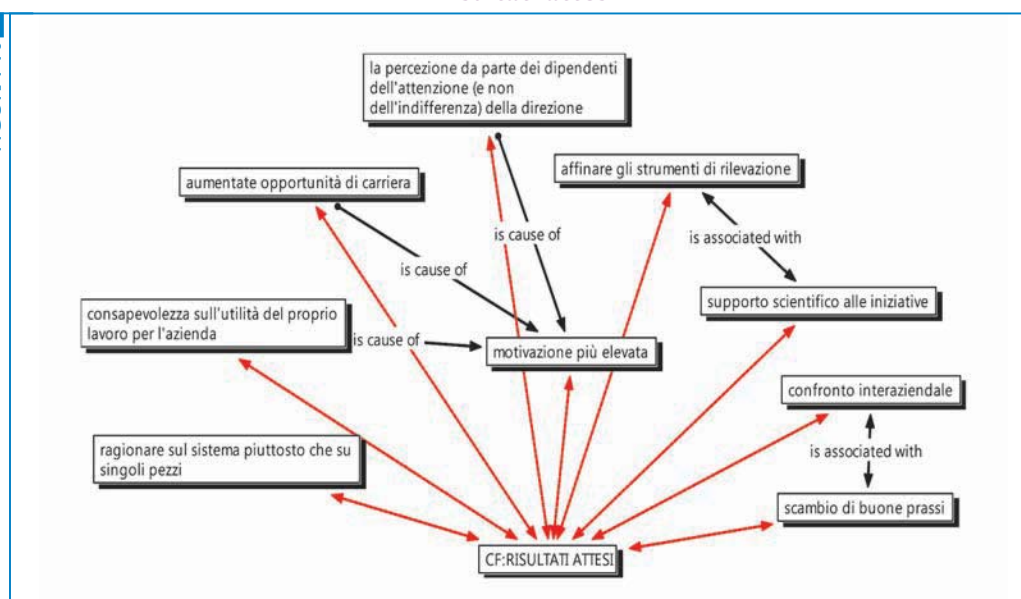 la percezione da parte dei dipendenti
dell'attenzione (e non
dell'indifferenza) della direzione
aumentate opportunità di carriera
affinare gli strumenti di rilevazione
is cause of
is associated with
is cause of
consapevolezza sull'utilità del proprio
lavoro per l'azienda
supporto scientifico alle iniziative
is cause of
motivazione più elevata
confronto interaziendale
ragionare sul sistema piuttosto che su
singoli pezzi
is associated with
scambio di buone prassi
CF:RISULTATI ATTESI